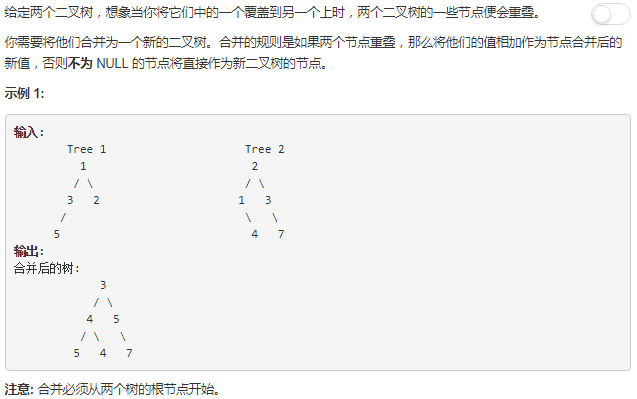 给定两个二叉树，想象当你将它们中的一个覆盖到另一个上时，两个二叉树的一些节点便会重叠。
你需要将他们合并为一个新的二叉树。合并的规则是如果两个节点重叠，那么将他们的值相加作为节点合并后的
新值，否则不为 NULL 的节点将直接作为新二叉树的节点。
示例 1:
输入:
Tree 1                     Tree 2
1                         2
/ \                       / \
3   2                     1   3
/                           \   \
5                             4   7
输出:
合并后的树:
3
/ \
4   5
/ \   \
5   4   7
注意: 合并必须从两个树的根节点开始。